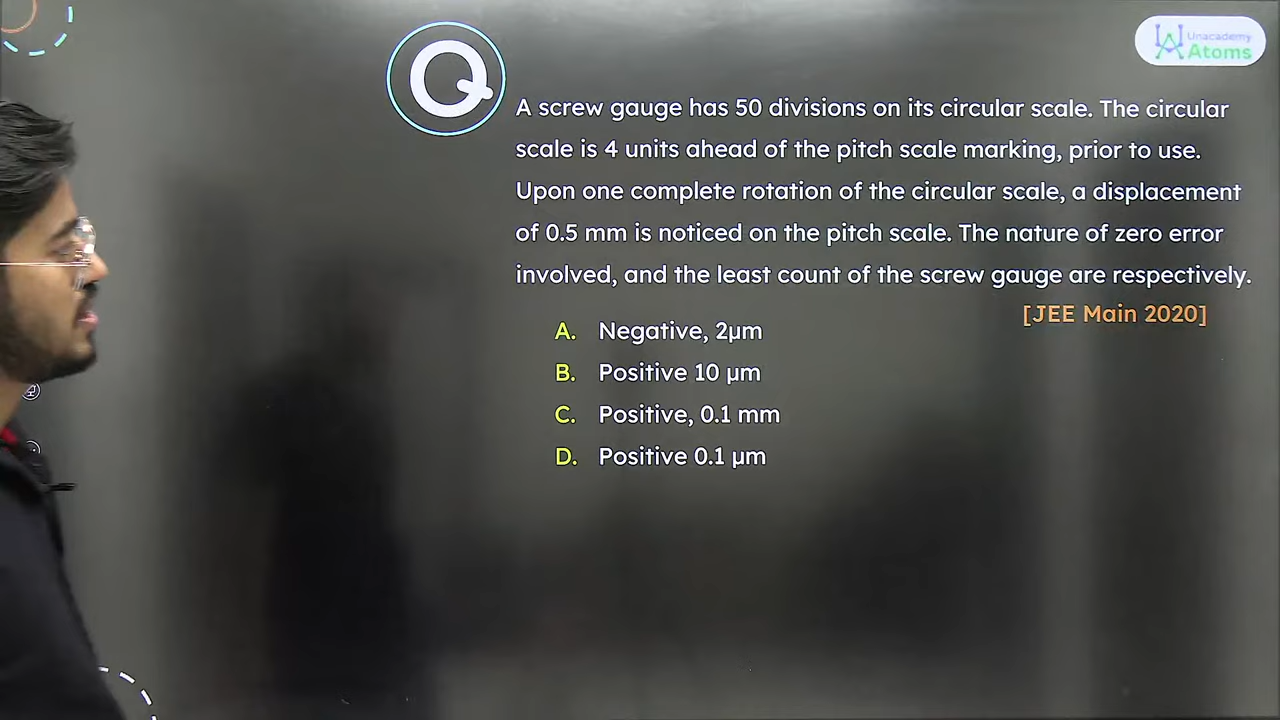 Q
Unacademy
Atoms
A screw gauge has 50 divisions on its circular scale. The circular
scale is 4 units ahead of the pitch scale marking, prior to use.
Upon one complete rotation of the circular scale, a displacement
of 0.5 mm is noticed on the pitch scale. The nature of zero error
involved, and the least count of the screw gauge are respectively.
[JEE Main 2020]
A. Negative, 2μm
B. Positive 10 μm
C. Positive, 0.1 mm
D. Positive 0.1 μm